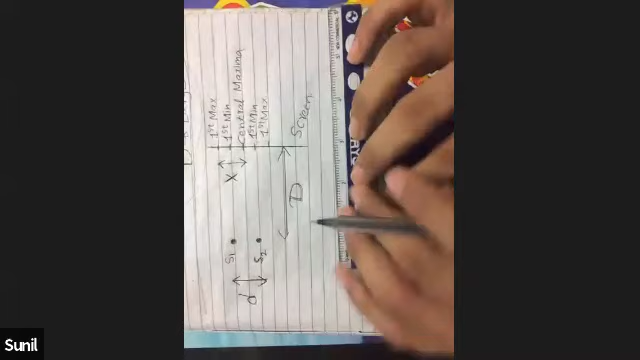 1st Max
1st Min
Central Maxima
1st Min
1st Max
Screen
X
D
S1
S2
d
Sunil